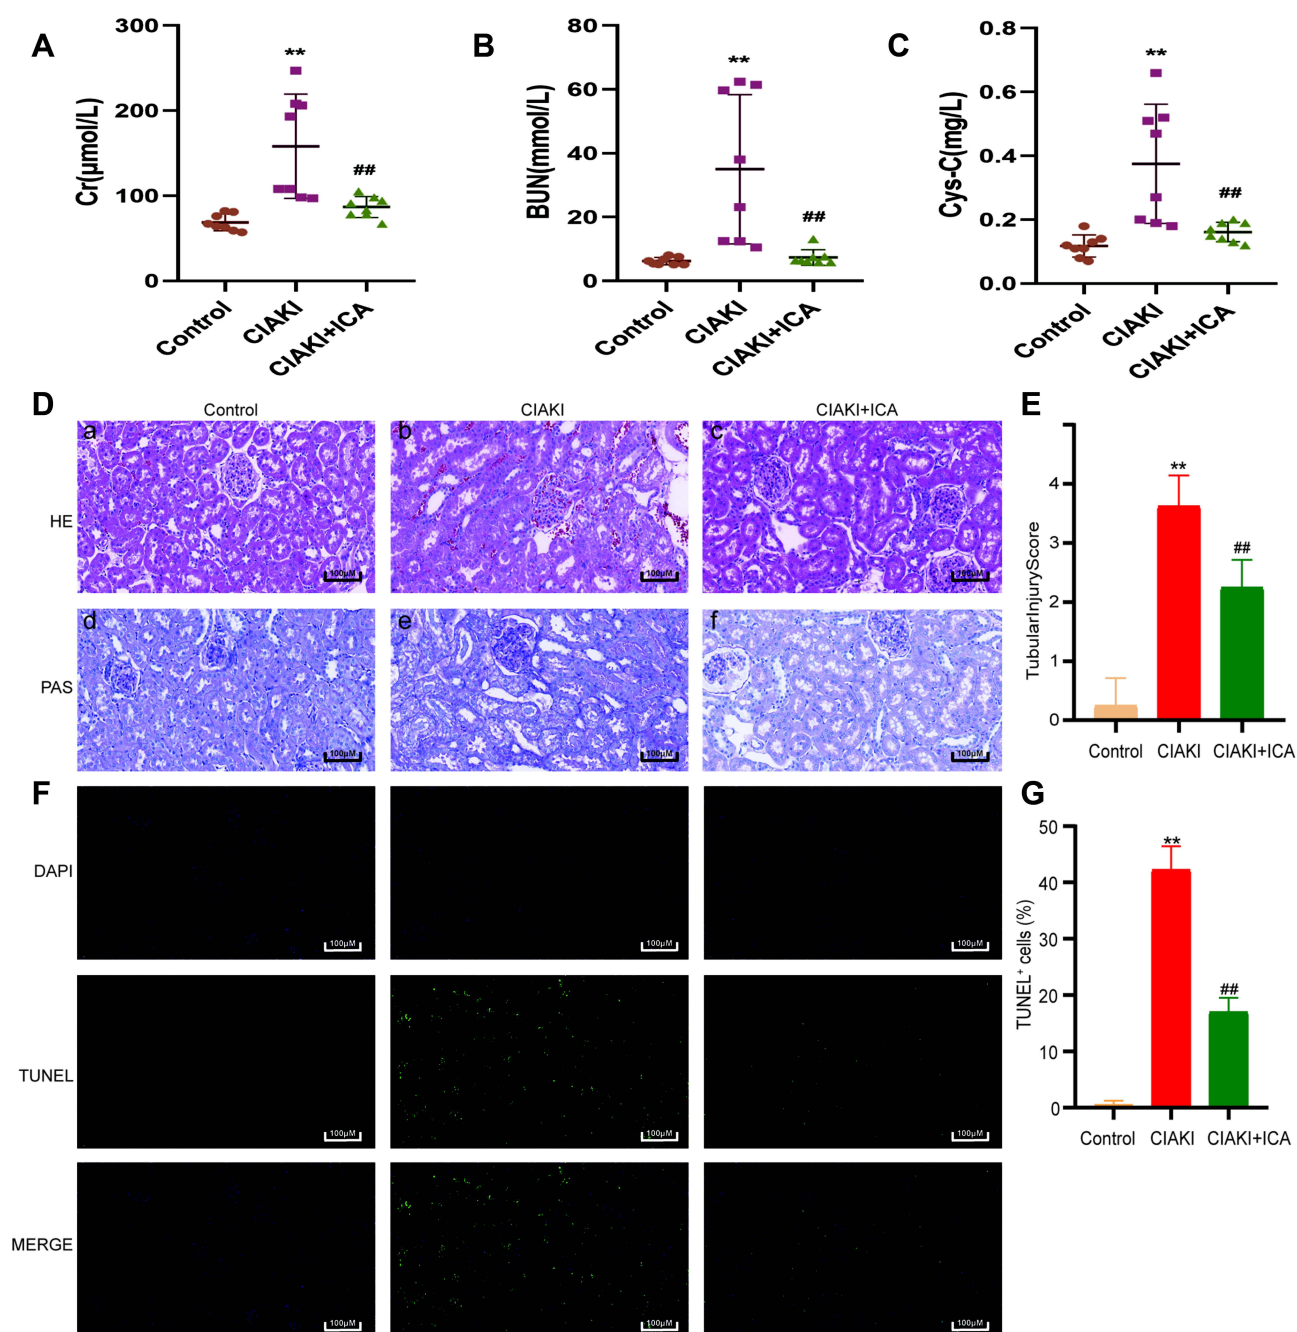 A
Cr(μmol/L)
300
200
100
0
**
##
Control
CIAKI
CIAKI+ICA
B
BUN(mmol/L)
80
60
40
20
0
**
##
Control
CIAKI
CIAKI+ICA
C
Cys-C(mg/L)
0.8
0.6
0.4
0.2
0.0
**
##
Control
CIAKI
CIAKI+ICA
D
Control
CIAKI
CIAKI+ICA
HE
a
100μM
b
100μM
c
100μM
PAS
d
100μM
e
100μM
f
100μM
E
TubularInjuryScore
4
3
2
1
0
**
##
Control
CIAKI
CIAKI+ICA
F
DAPI
100μM
100μM
100μM
TUNEL
100μM
100μM
100μM
MERGE
100μM
100μM
100μM
G
TUNEL⁺ cells (%)
50
40
30
20
10
0
**
##
Control
CIAKI
CIAKI+ICA